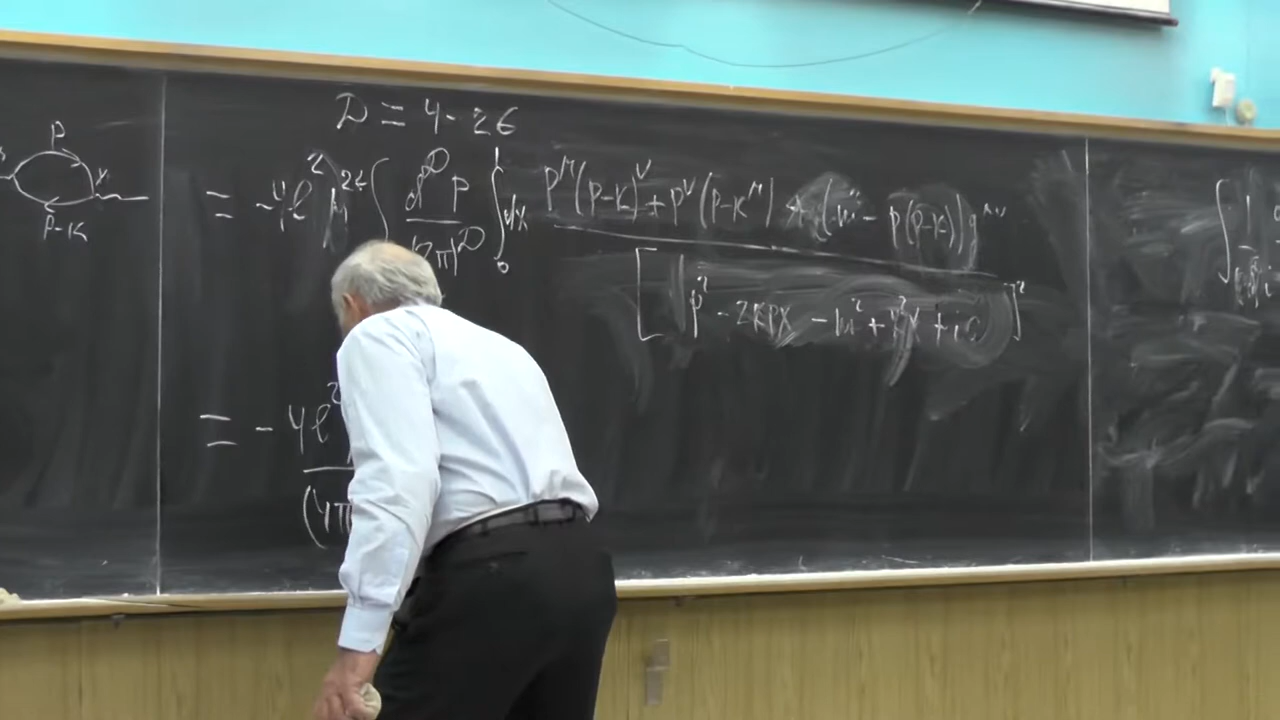 D = 4 - 2ϵ
p
= -4e² μ^{2ϵ} ∫ d^D p / (2π)^D ∫₀¹ dx p^μ(p-k)^ν + p^ν(p-k^μ) + (m² - p(p-k))g^{μν}
p-k
[p² - 2kpx - m² + k²x + iϵ]²
= - 4e²
(4π